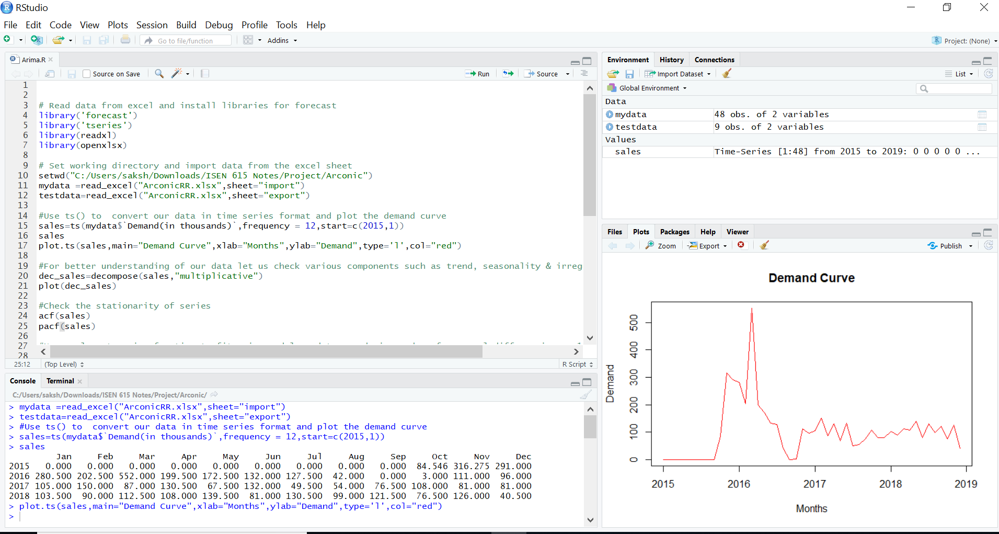 RStudio
File Edit Code View Plots Session Build Debug Profile Tools Help
Go to file/function Addins Project: (None)
Arima.R
Source on Save Run Source
1
2
3 # Read data from excel and install libraries for forecast
4 library('forecast')
5 library('tseries')
6 library(readxl)
7 library(openxlsx)
8
9 # Set working directory and import data from the excel sheet
10 setwd("C:/Users/saksh/Downloads/ISEN 615 Notes/Project/Arconic")
11 mydata =read_excel("ArconicRR.xlsx",sheet="import")
12 testdata=read_excel("ArconicRR.xlsx",sheet="export")
13
14 #Use ts() to  convert our data in time series format and plot the demand curve
15 sales=ts(mydata$`Demand(in thousands)`,frequency = 12,start=c(2015,1))
16 sales
17 plot.ts(sales,main="Demand Curve",xlab="Months",ylab="Demand",type='l',col="red")
18
19 #For better understanding of our data let us check various components such as trend, seasonality & irreg
20 dec_sales=decompose(sales,"multiplicative")
21 plot(dec_sales)
22
23 #Check the stationarity of series
24 acf(sales)
25 pacf(sales)
26
27
28
25:12 (Top Level) R Script
Console Terminal
C:/Users/saksh/Downloads/ISEN 615 Notes/Project/Arconic/
> mydata =read_excel("ArconicRR.xlsx",sheet="import")
> testdata=read_excel("ArconicRR.xlsx",sheet="export")
> #Use ts() to  convert our data in time series format and plot the demand curve
> sales=ts(mydata$`Demand(in thousands)`,frequency = 12,start=c(2015,1))
> sales
Jan Feb Mar Apr May Jun Jul Aug Sep Oct Nov Dec
2015 0.000 0.000 0.000 0.000 0.000 0.000 0.000 0.000 0.000 84.546 316.275 291.000
2016 280.500 202.500 552.000 199.500 172.500 132.000 127.500 42.000 0.000 3.000 111.000 96.000
2017 105.000 150.000 87.000 130.500 67.500 132.000 49.500 54.000 76.500 108.000 81.000 81.000
2018 103.500 90.000 112.500 108.000 139.500 81.000 130.500 99.000 121.500 76.500 126.000 40.500
> plot.ts(sales,main="Demand Curve",xlab="Months",ylab="Demand",type='l',col="red")
>
Environment History Connections
Import Dataset List
Global Environment
Data
mydata 48 obs. of 2 variables
testdata 9 obs. of 2 variables
Values
sales Time-Series [1:48] from 2015 to 2019: 0 0 0 0 0 ...
Files Plots Packages Help Viewer
Zoom Export Publish
Demand Curve
Demand
500
400
300
200
100
0
2015 2016 2017 2018 2019
Months